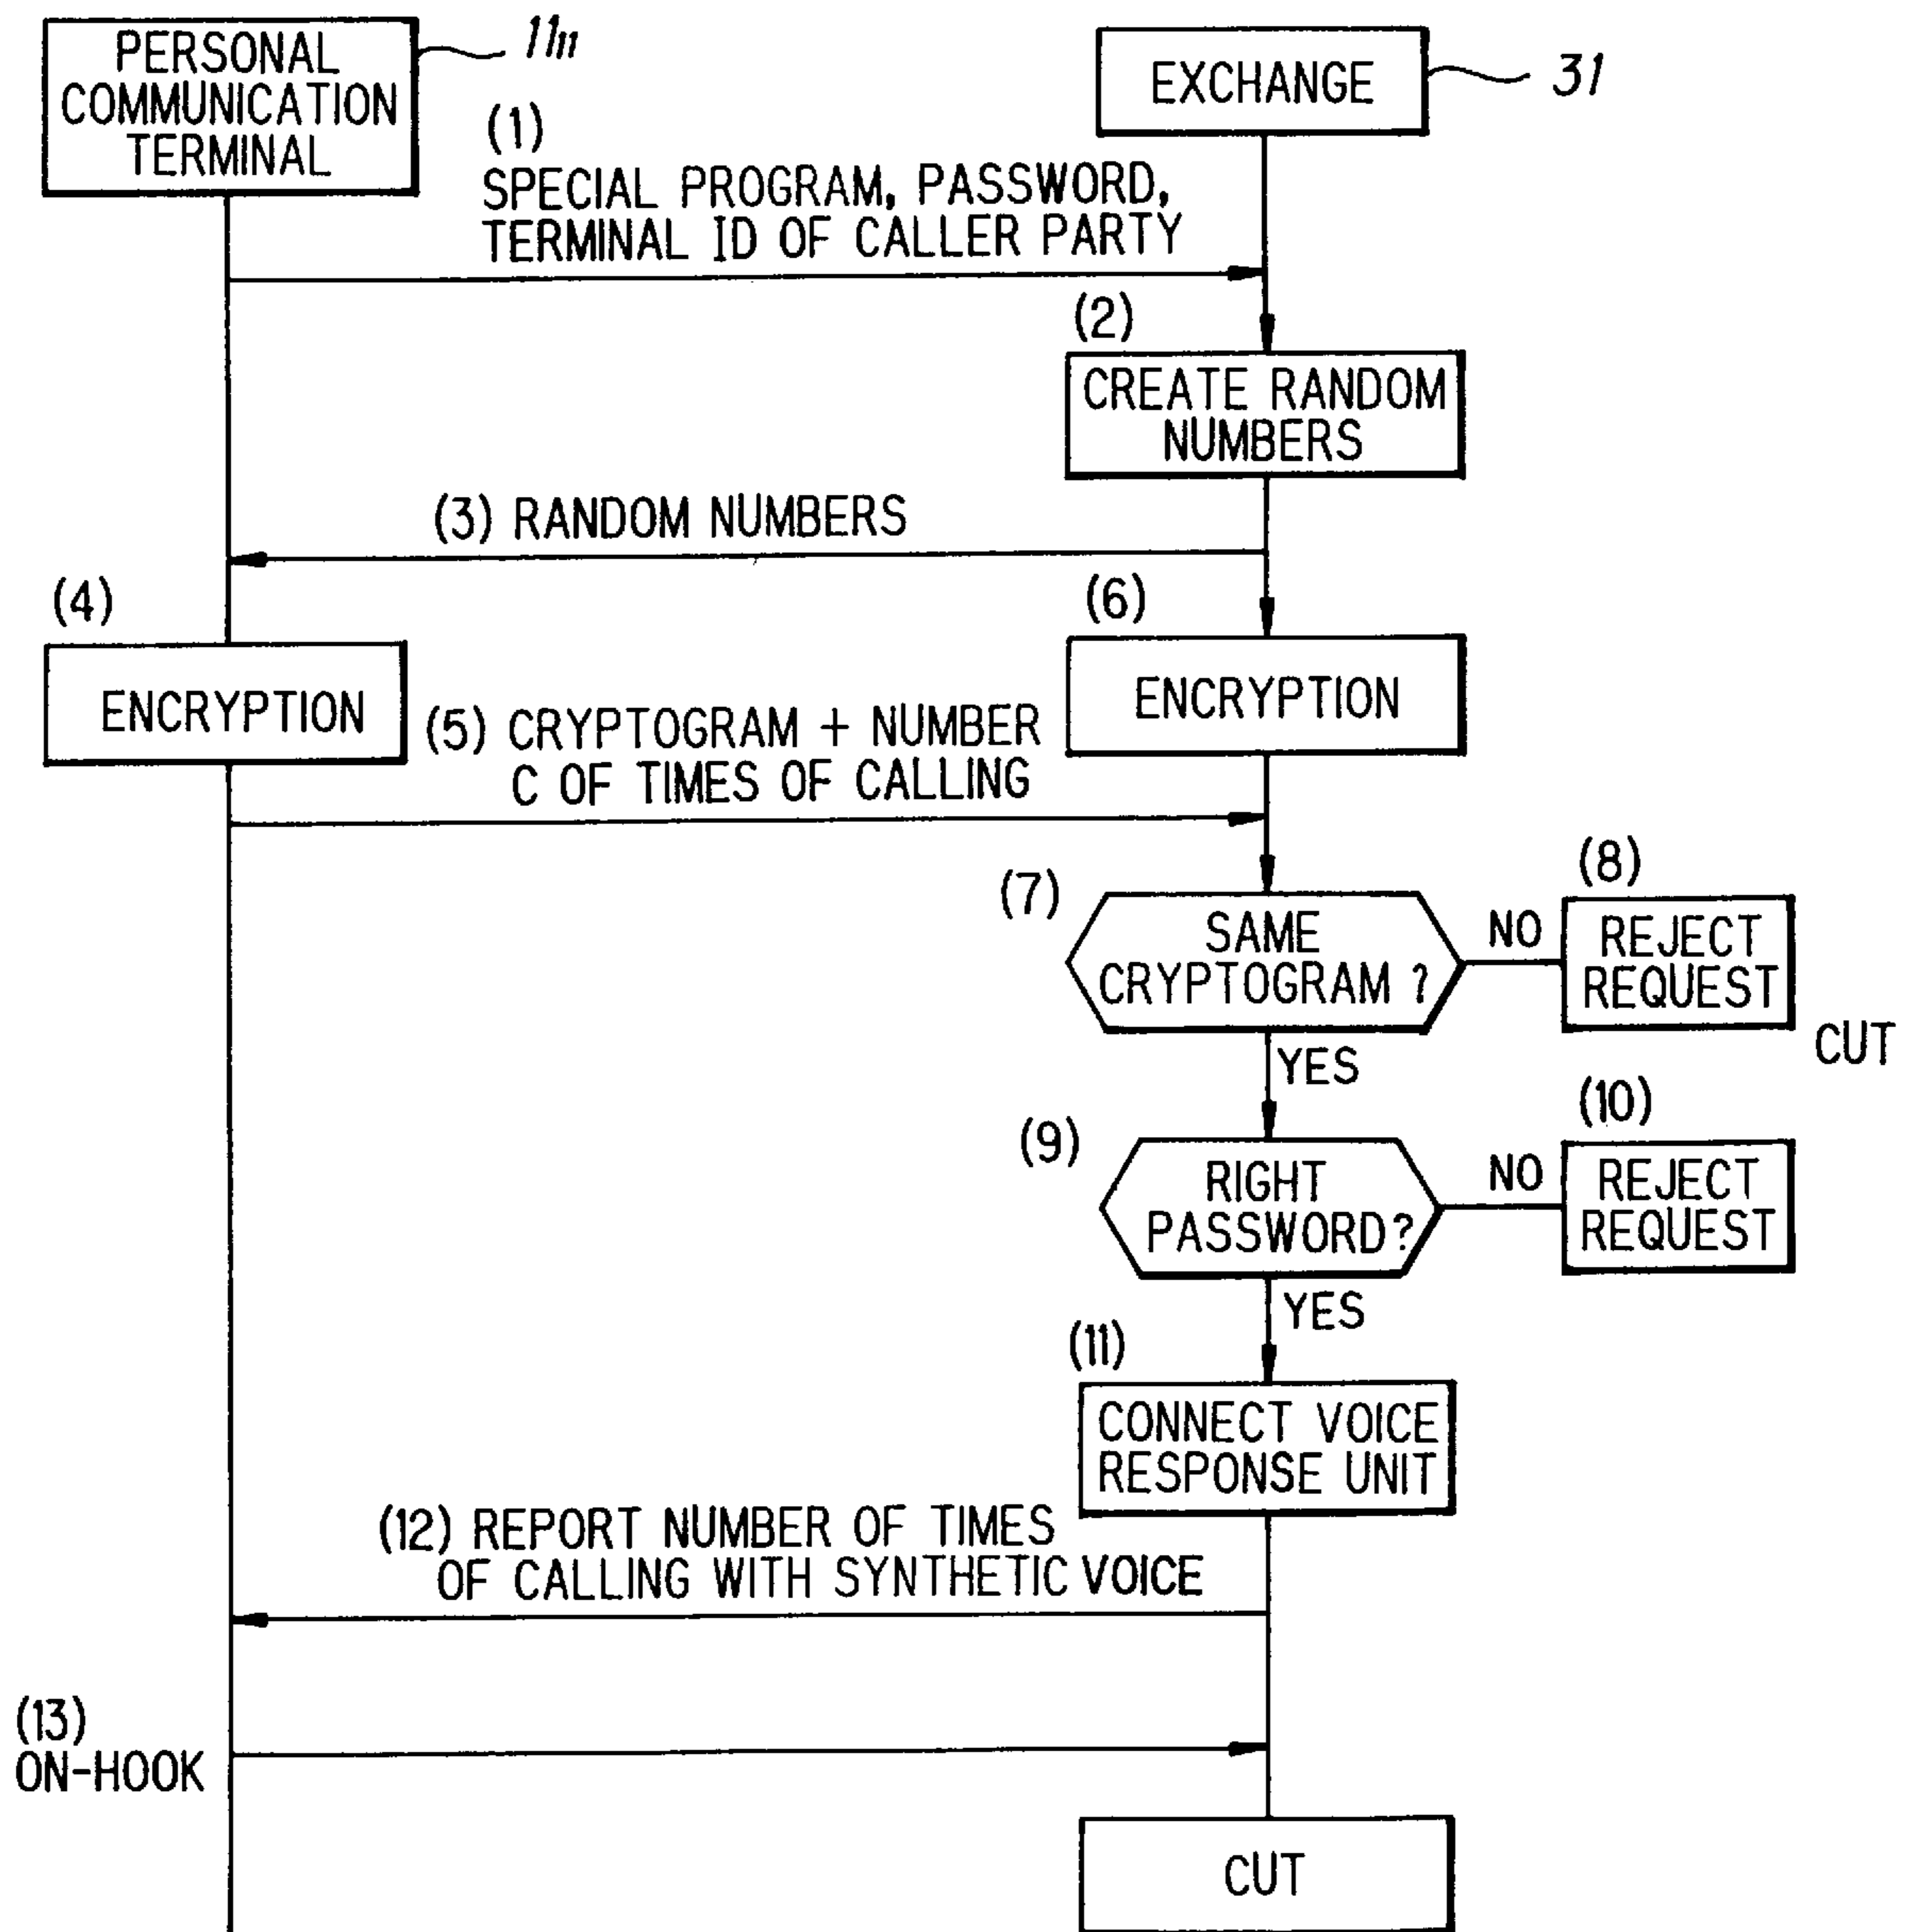 PERSONAL
COMMUNICATION
TERMINAL
11n
EXCHANGE
31
(1)
SPECIAL PROGRAM, PASSWORD,
TERMINAL ID OF CALLER PARTY
(2)
CREATE RANDOM
NUMBERS
(3) RANDOM NUMBERS
(4)
ENCRYPTION
(6)
ENCRYPTION
(5) CRYPTOGRAM + NUMBER
C OF TIMES OF CALLING
(7)
SAME
CRYPTOGRAM ?
NO
(8)
REJECT
REQUEST
CUT
YES
(9)
RIGHT
PASSWORD?
NO
(10)
REJECT
REQUEST
YES
(11)
CONNECT VOICE
RESPONSE UNIT
(12) REPORT NUMBER OF TIMES
OF CALLING WITH SYNTHETIC VOICE
(13)
ON-HOOK
CUT